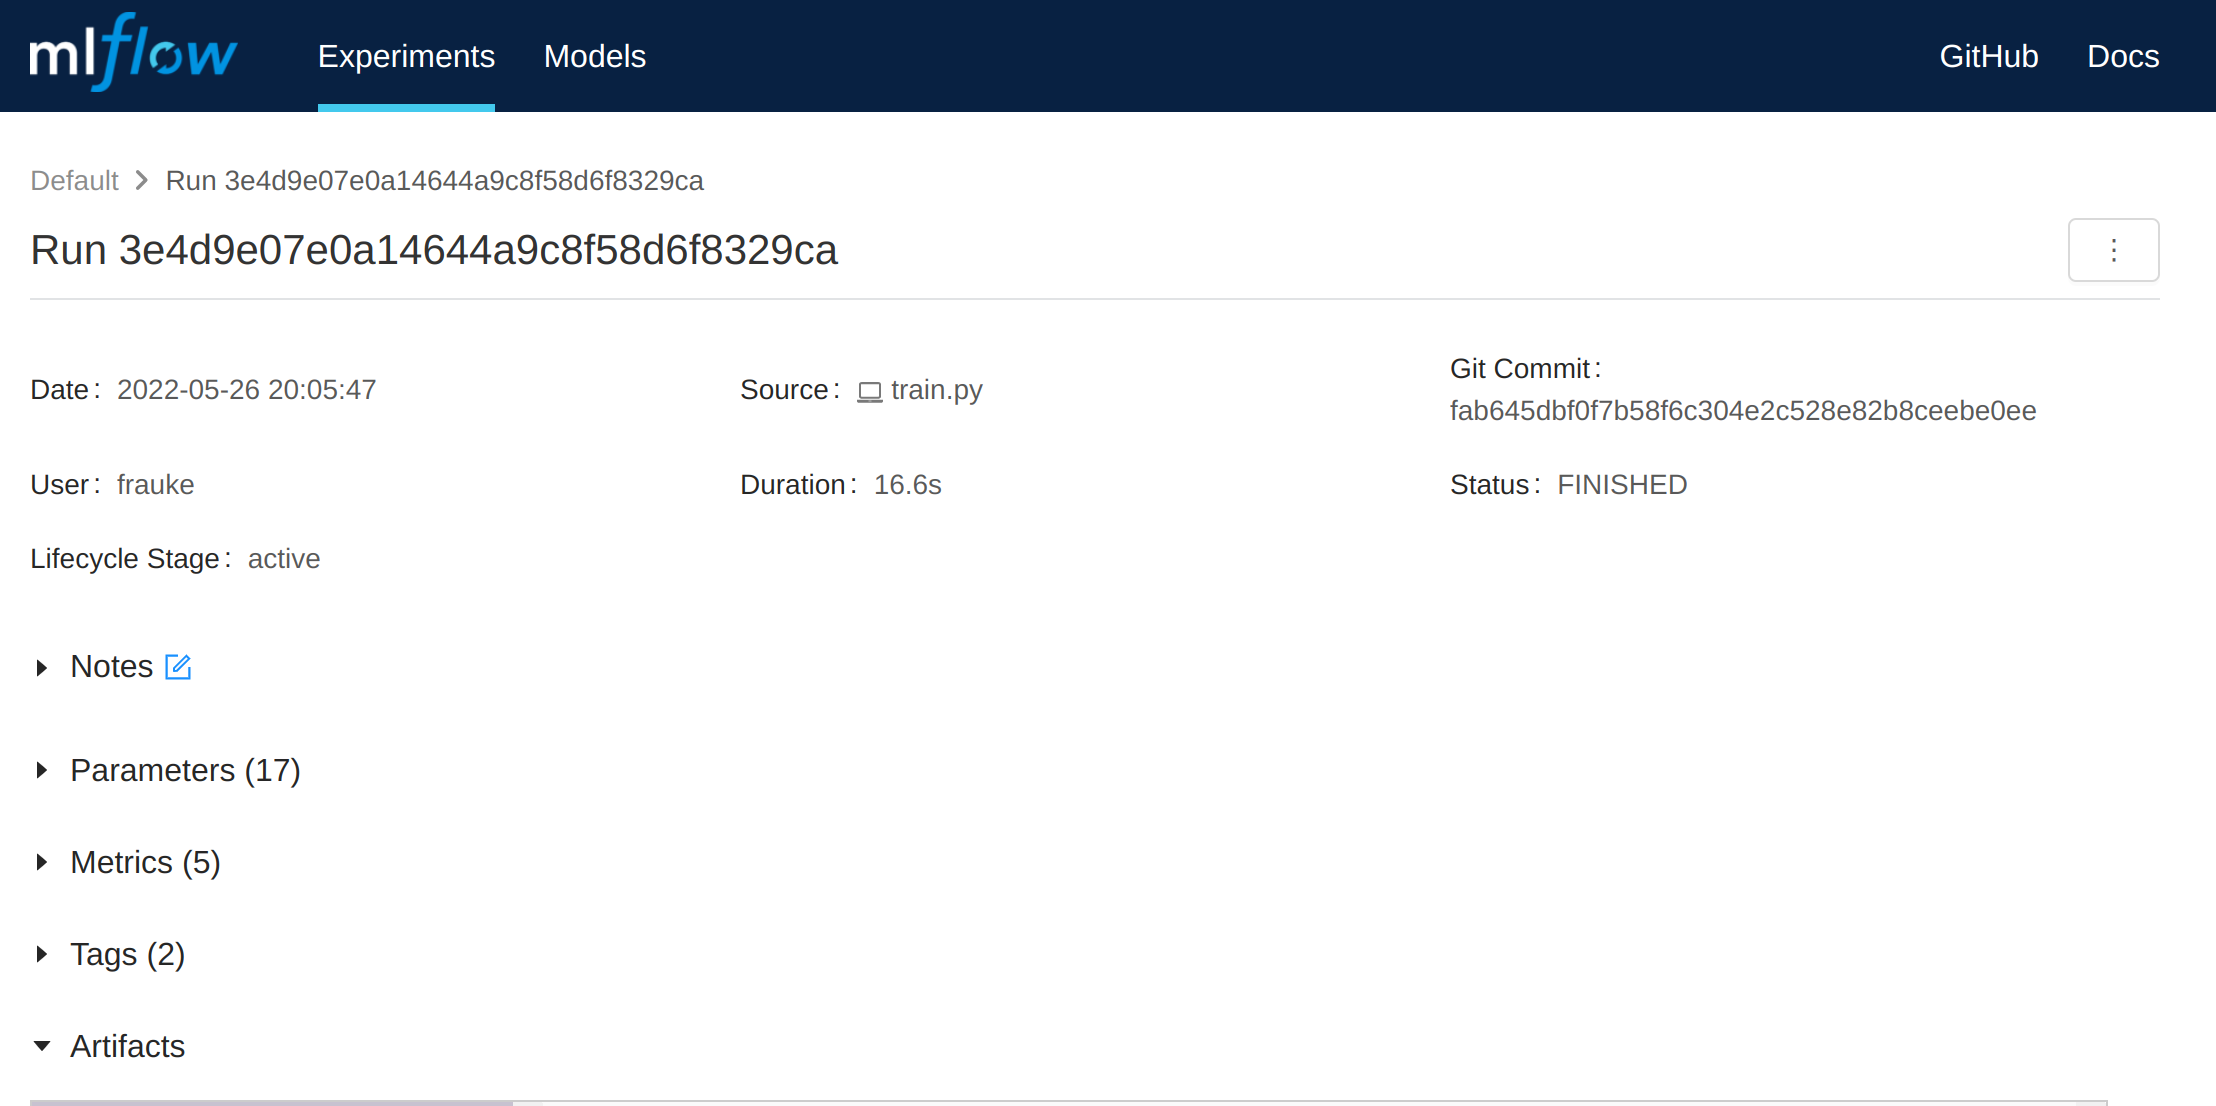 mlflow Experiments Models GitHub Docs
Default Run 3e4d9e07e0a14644a9c8f58d6f8329ca
Run 3e4d9e07e0a14644a9c8f58d6f8329ca
Git Commit:
Date: 2022-05-26 20:05:47 Source: train.py
fab645dbf0f7b58f6c304e2c528e82b8ceebe0ee
User: frauke Duration: 16.6s Status: FINISHED
Lifecycle Stage: active
Notes
Parameters (17)
Metrics (5)
Tags (2)
Artifacts